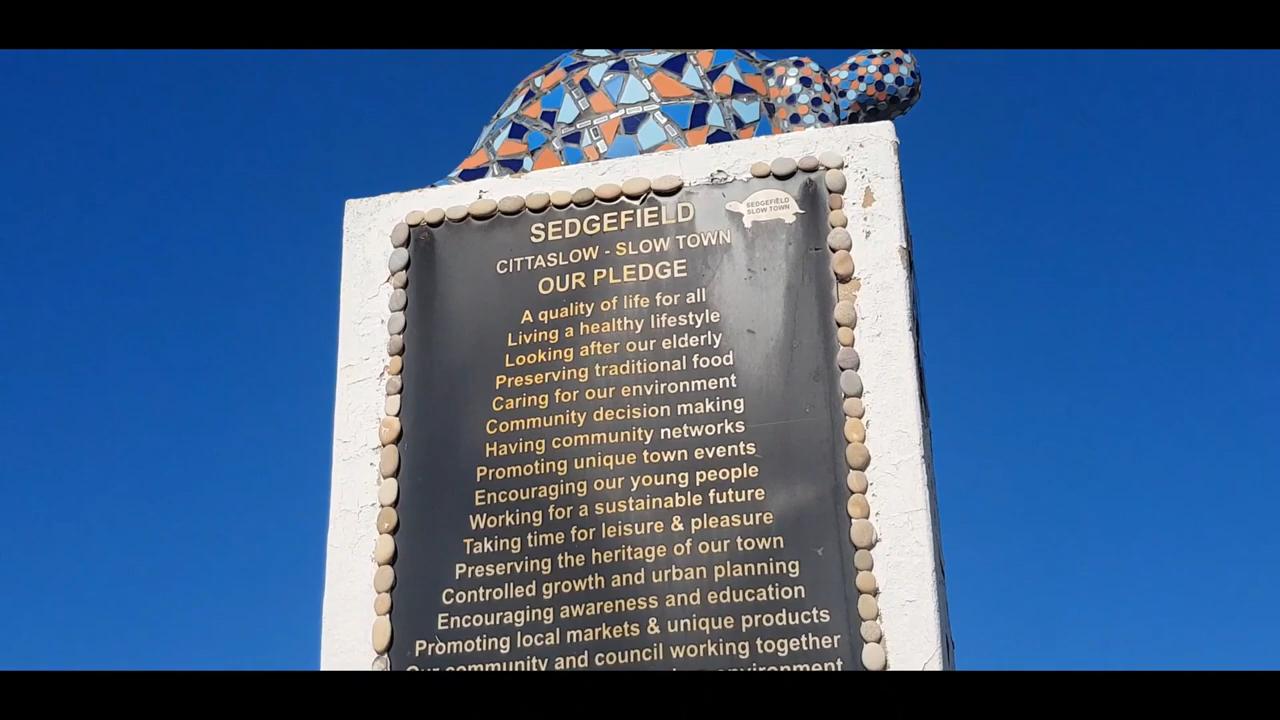 SEDGEFIELD
SEDGEFIELD
SLOW TOWN
CITTASLOW - SLOW TOWN
OUR PLEDGE
A quality of life for all
Living a healthy lifestyle
Looking after our elderly
Preserving traditional food
Caring for our environment
Community decision making
Having community networks
Promoting unique town events
Encouraging our young people
Working for a sustainable future
Taking time for leisure & pleasure
Preserving the heritage of our town
Controlled growth and urban planning
Encouraging awareness and education
Promoting local markets & unique products
Our community and council working together
environment